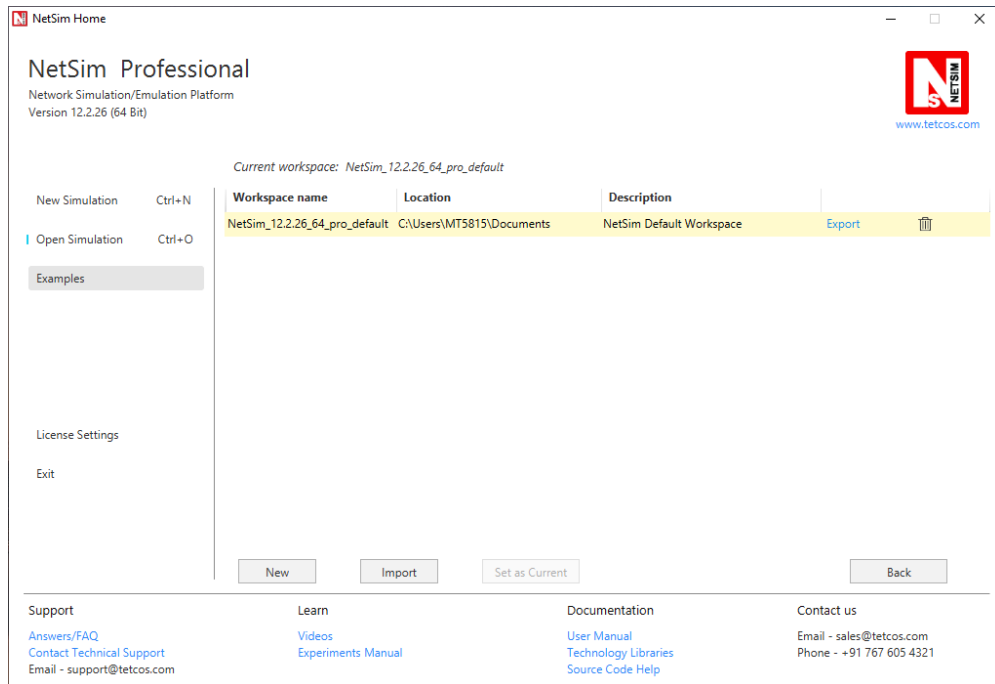 NetSim Home
NetSim Professional
Network Simulation/Emulation Platform
Version 12.2.26 (64 Bit)
NETSIM
Ns
www.tetcos.com
Current workspace: NetSim_12.2.26_64_pro_default
New Simulation Ctrl+N
Open Simulation Ctrl+O
Examples
License Settings
Exit
Workspace name Location Description
NetSim_12.2.26_64_pro_default C:\Users\MT5815\Documents NetSim Default Workspace Export
New Import Set as Current Back
Support
Answers/FAQ
Contact Technical Support
Email - support@tetcos.com
Learn
Videos
Experiments Manual
Documentation
User Manual
Technology Libraries
Source Code Help
Contact us
Email - sales@tetcos.com
Phone - +91 767 605 4321